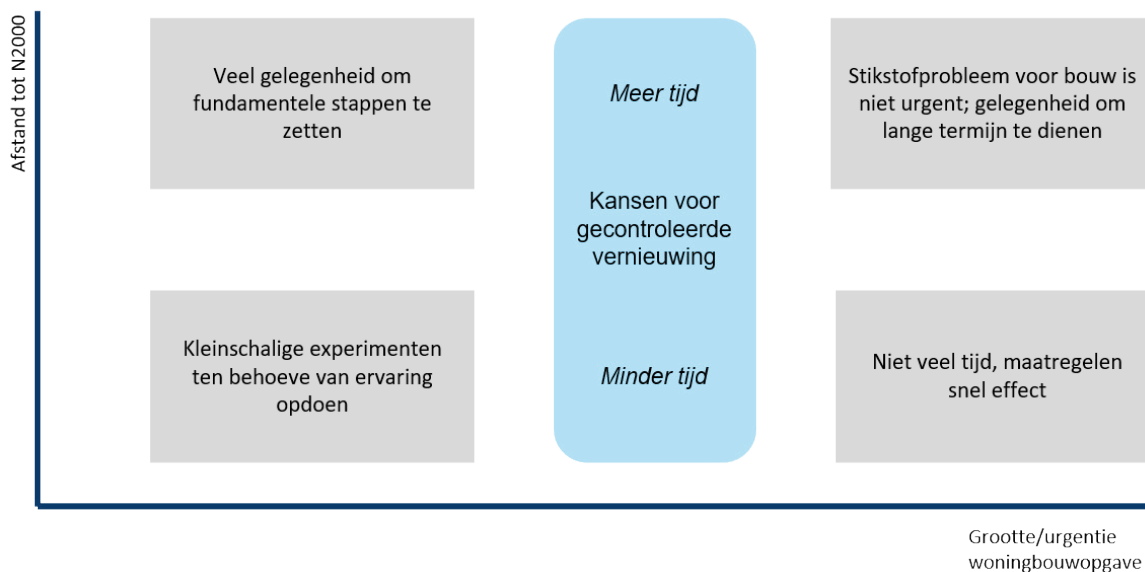 Afstand tot N2000
Veel gelegenheid om
fundamentele stappen te
zetten
Meer tijd
Stikstofprobleem voor bouw is
niet urgent; gelegenheid om
lange termijn te dienen
Kansen voor
gecontroleerde
vernieuwing
Kleinschalige experimenten
ten behoeve van ervaring
opdoen
Minder tijd
Niet veel tijd, maatregelen
snel effect
Grootte/urgentie
woningbouwopgave